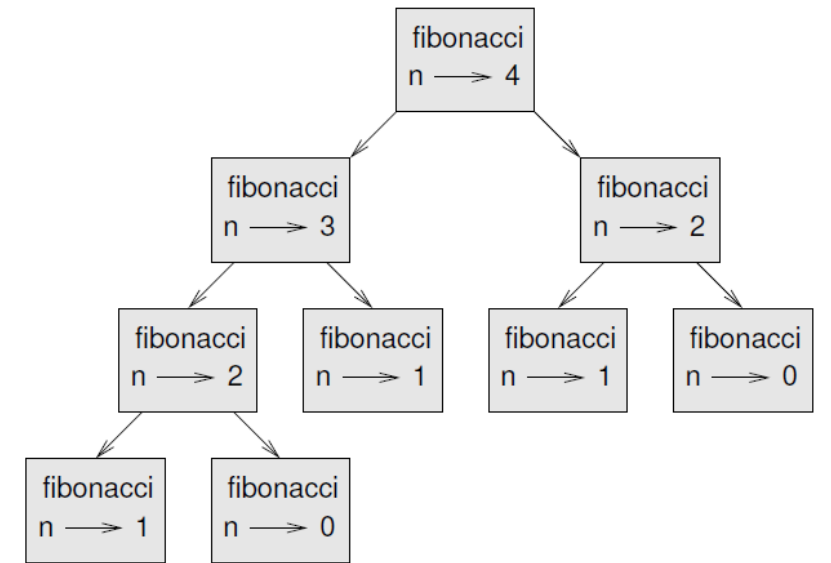 fibonacci
n → 4
fibonacci
n → 3
fibonacci
n → 2
fibonacci
n → 2
fibonacci
n → 1
fibonacci
n → 1
fibonacci
n → 0
fibonacci
n → 1
fibonacci
n → 0